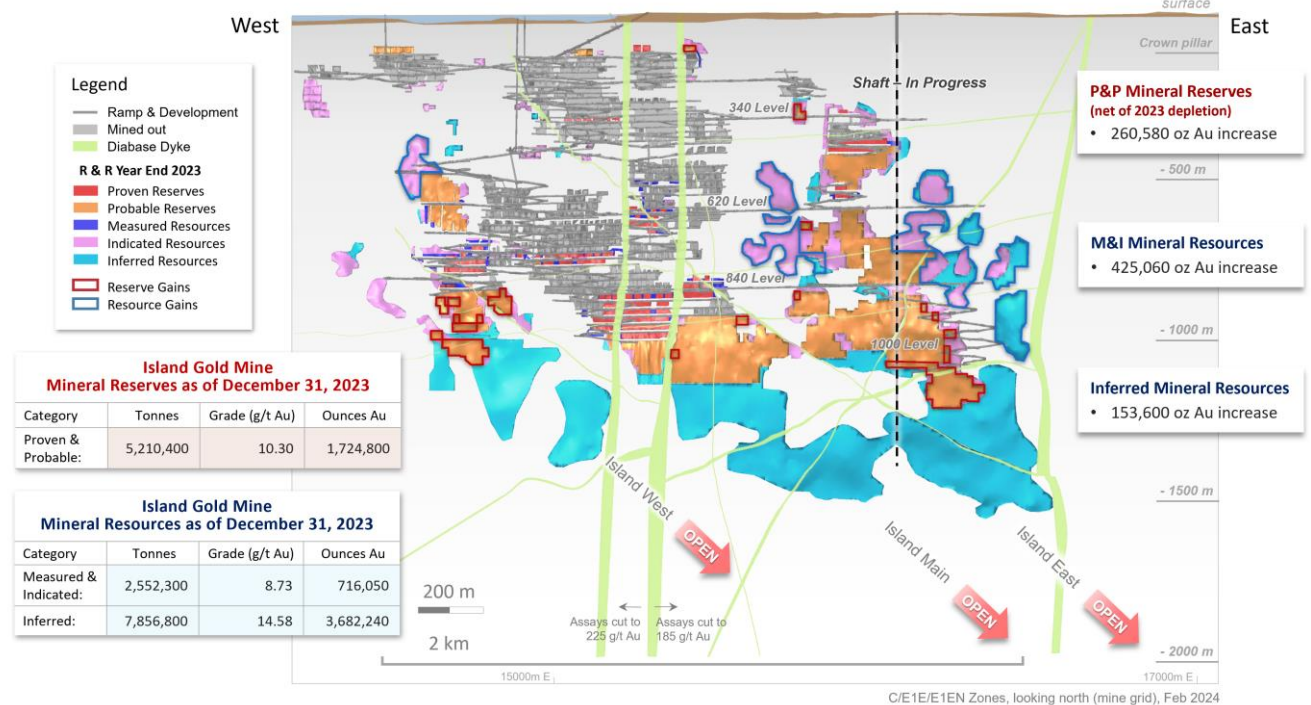 West
East
surface
Crown pillar
- 500 m
- 1000 m
- 1500 m
- 2000 m
Legend
Ramp & Development
Mined out
Diabase Dyke
R & R Year End 2023
Proven Reserves
Probable Reserves
Measured Resources
Indicated Resources
Inferred Resources
Reserve Gains
Resource Gains
Shaft – In Progress
340 Level
620 Level
840 Level
1000 Level
P&P Mineral Reserves
(net of 2023 depletion)
• 260,580 oz Au increase
M&I Mineral Resources
• 425,060 oz Au increase
Inferred Mineral Resources
• 153,600 oz Au increase
Island Gold Mine
Mineral Reserves as of December 31, 2023
Category Tonnes Grade (g/t Au) Ounces Au
Proven & Probable: 5,210,400 10.30 1,724,800
Island Gold Mine
Mineral Resources as of December 31, 2023
Category Tonnes Grade (g/t Au) Ounces Au
Measured & Indicated: 2,552,300 8.73 716,050
Inferred: 7,856,800 14.58 3,682,240
Island West
OPEN
Island Main
OPEN
Island East
OPEN
200 m
2 km
Assays cut to
225 g/t Au
Assays cut to
185 g/t Au
15000m E
17000m E
C/E1E/E1EN Zones, looking north (mine grid), Feb 2024